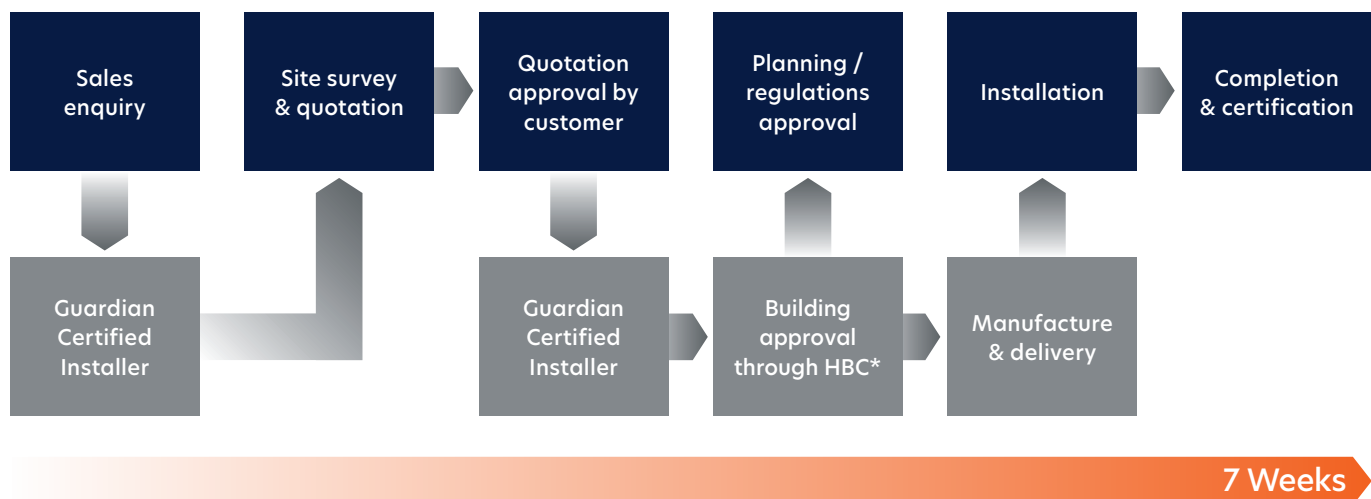 Sales
enquiry
Site survey
& quotation
Quotation
approval by
customer
Planning /
regulations
approval
Installation
Completion
& certification
Guardian
Certified
Installer
Guardian
Certified
Installer
Building
approval
through HBC*
Manufacture
& delivery
7 Weeks